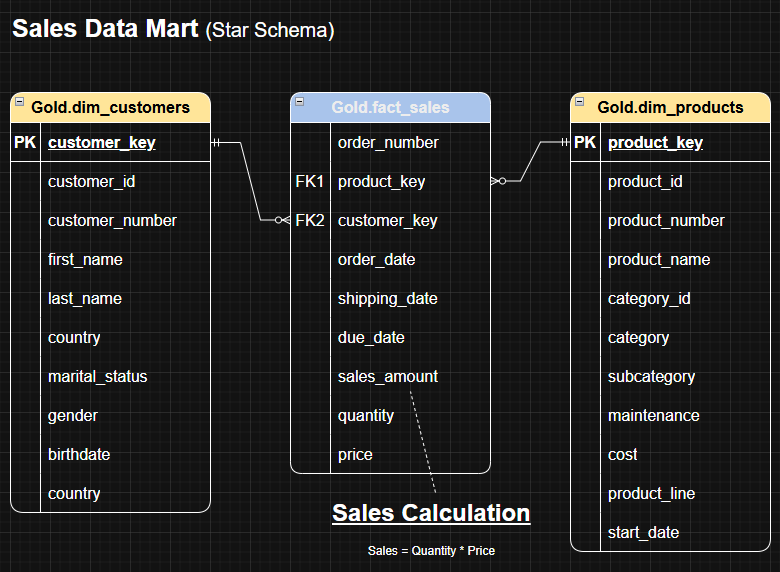 Sales Data Mart (Star Schema)
Gold.dim_customers
PK customer_key
customer_id
customer_number
first_name
last_name
country
marital_status
gender
birthdate
country
Gold.fact_sales
order_number
FK1 product_key
FK2 customer_key
order_date
shipping_date
due_date
sales_amount
quantity
price
Sales Calculation
Sales = Quantity * Price
Gold.dim_products
PK product_key
product_id
product_number
product_name
category_id
category
subcategory
maintenance
cost
product_line
start_date